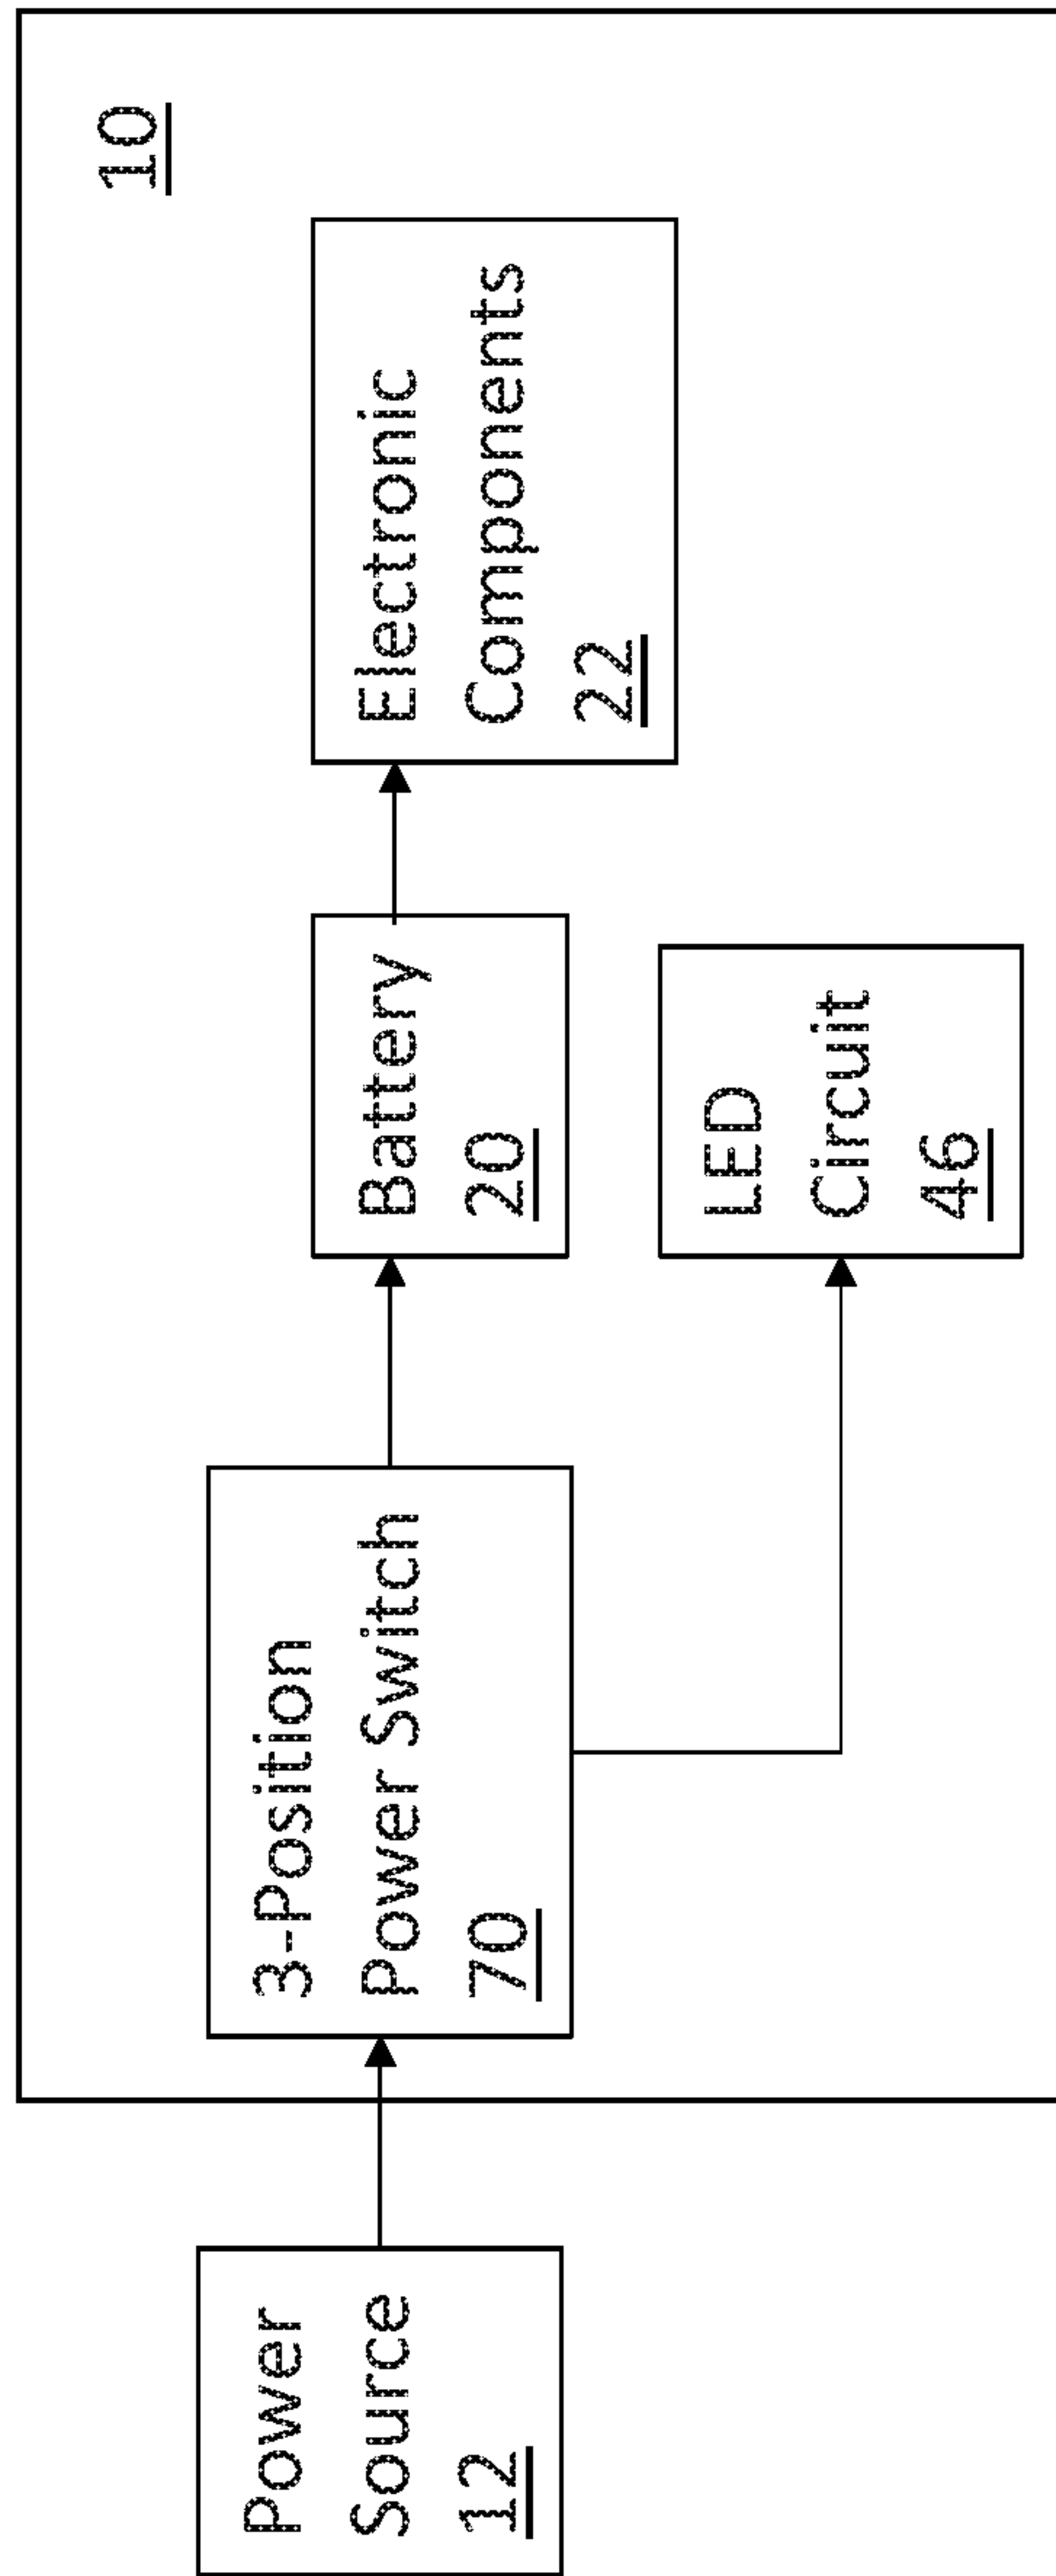 10
Power
Source
12
3-Position
Power Switch
70
Battery
20
Electronic
Components
22
LED
Circuit
46